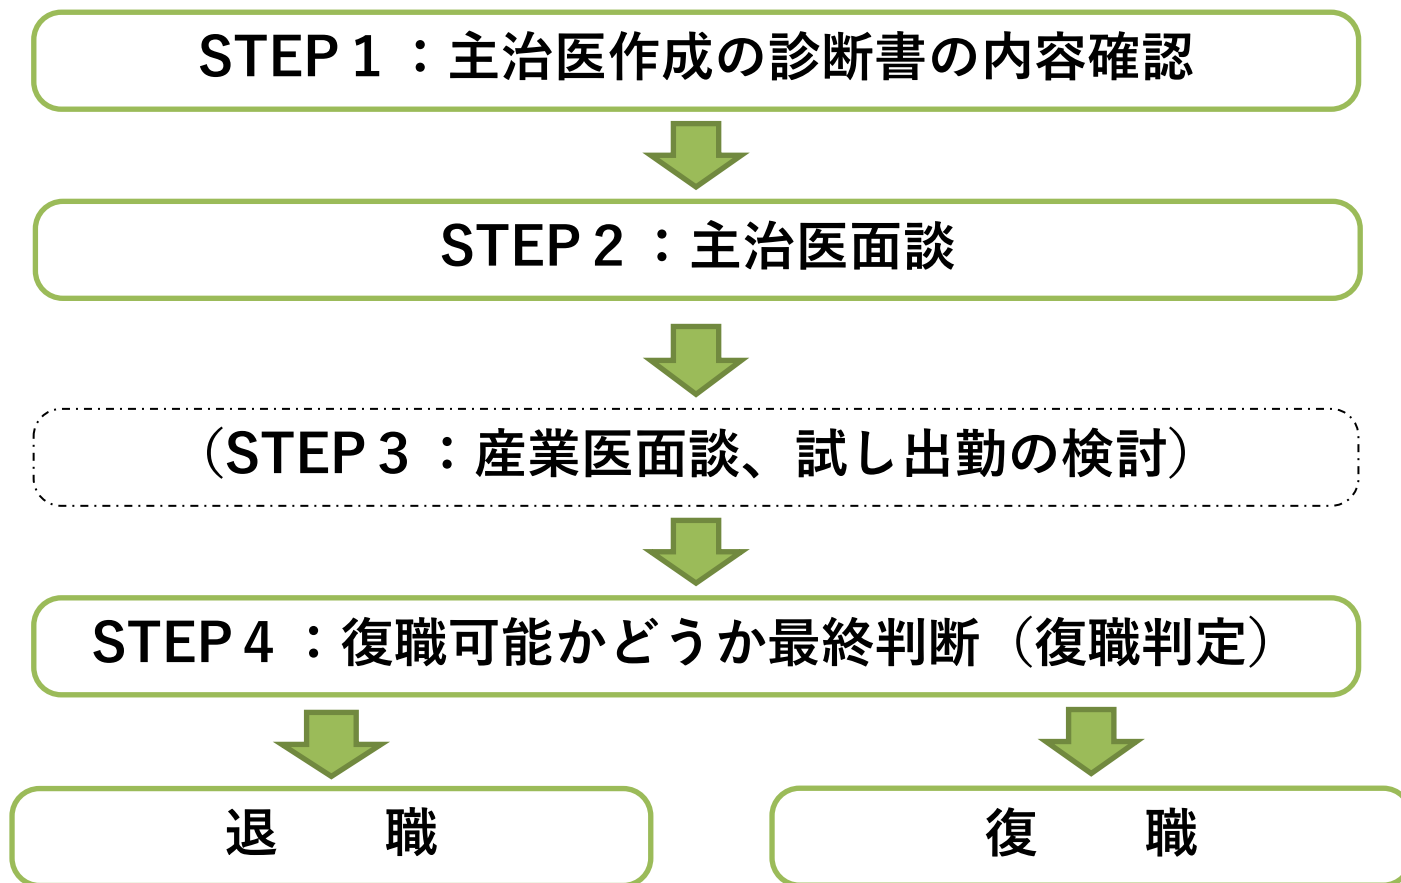 STEP１：主治医作成の診断書の内容確認
STEP２：主治医面談
（STEP３：産業医面談、試し出勤の検討）
STEP４：復職可能かどうか最終判断（復職判定）
退　　職
復　　職